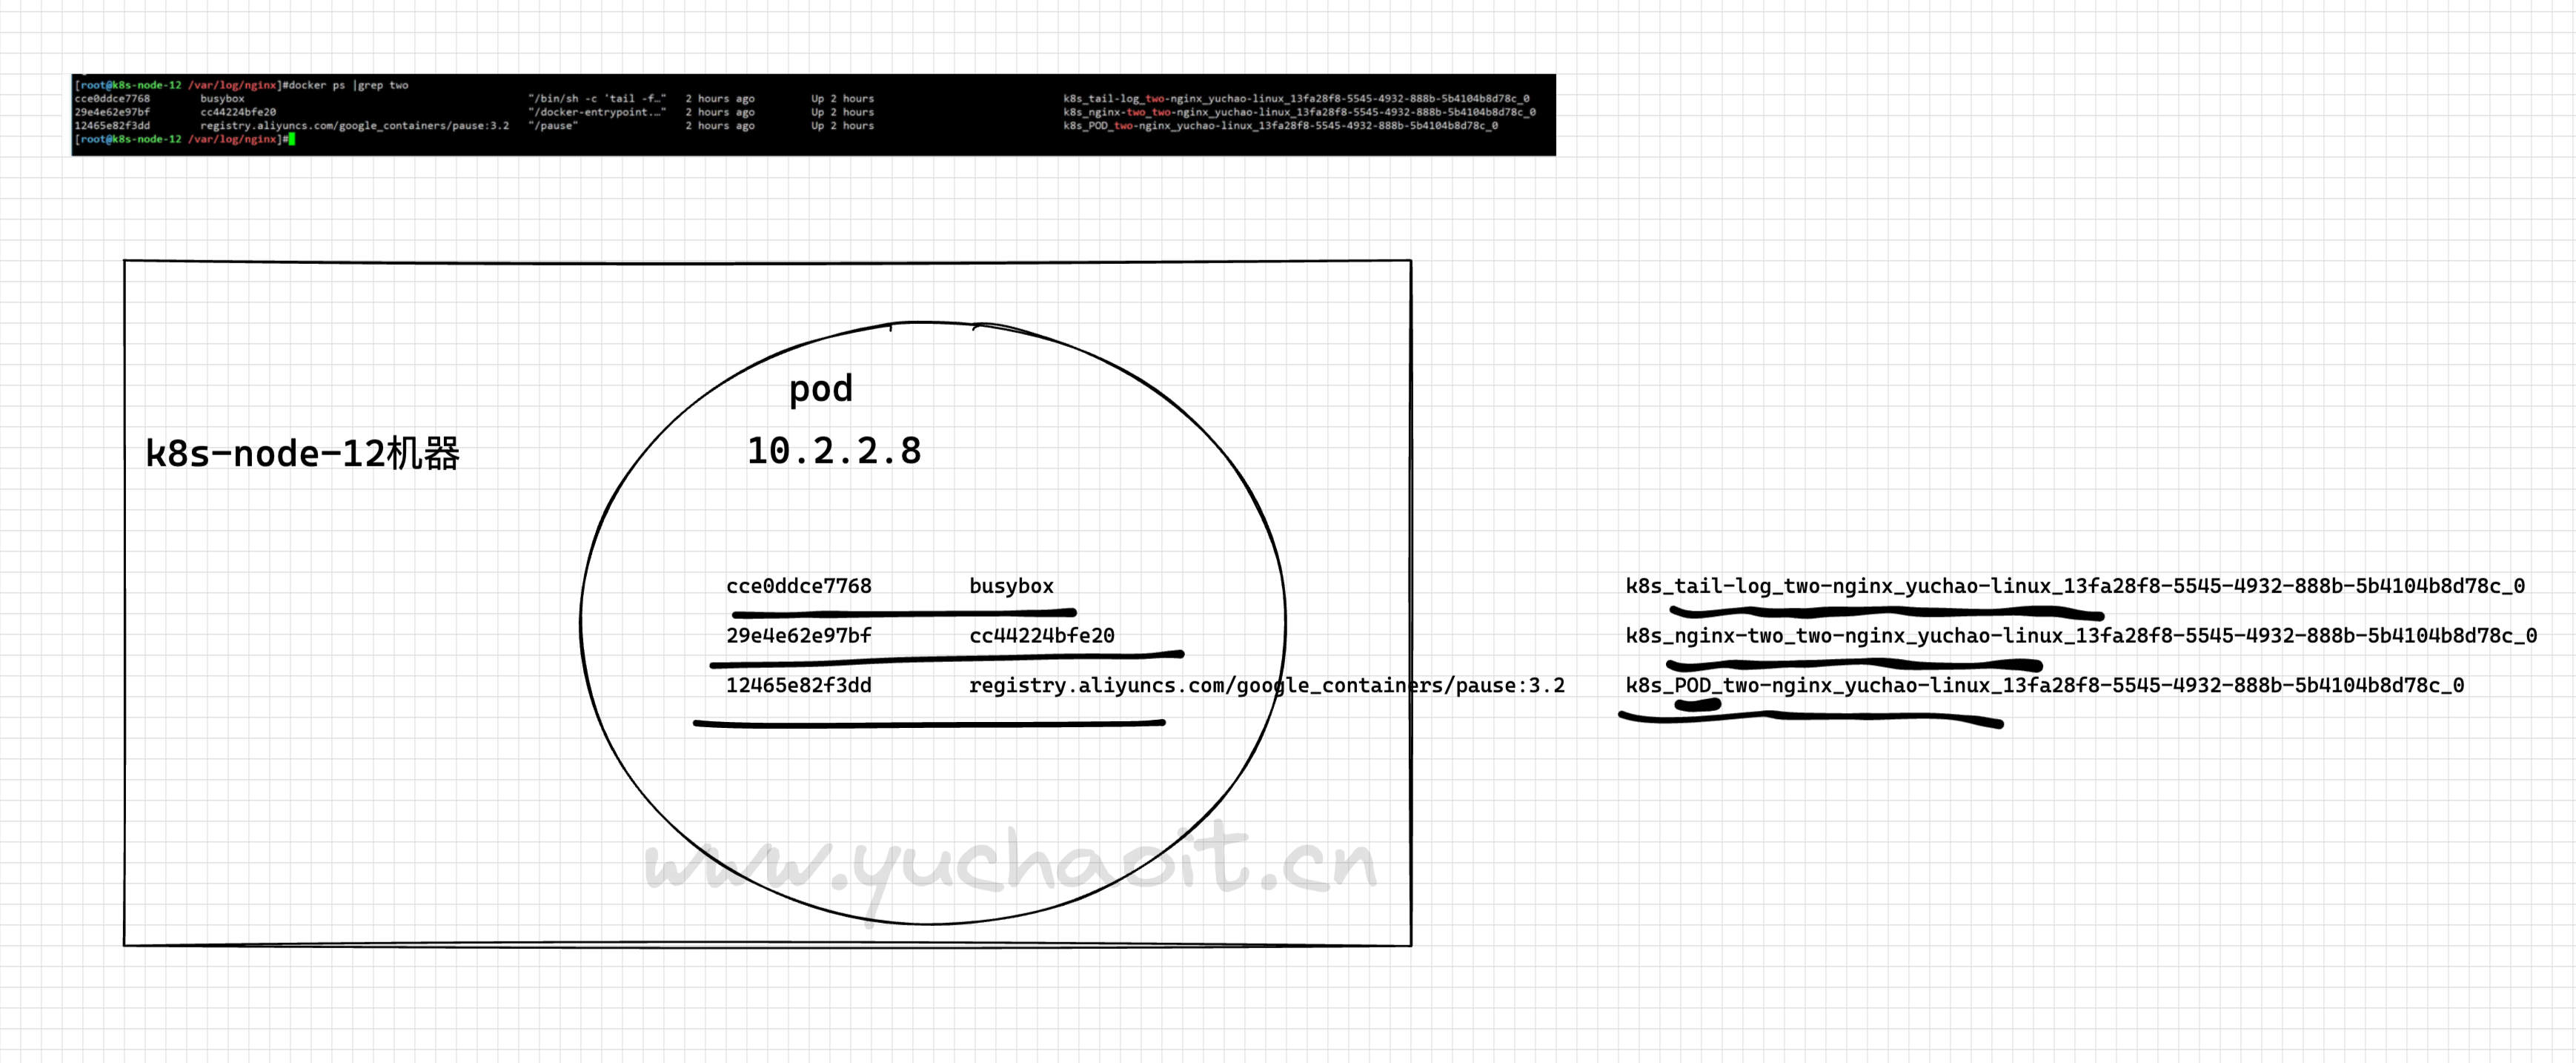 [root@k8s-node-12 /var/log/nginx]#docker ps |grep two
cce0ddce7768 busybox "/bin/sh -c 'tail -f…" 2 hours ago Up 2 hours k8s_tail-log_two-nginx_yuchao-linux_13fa28f8-5545-4932-888b-5b4104b8d78c_0
29e4e62e97bf cc44224bfe20 "/docker-entrypoint.…" 2 hours ago Up 2 hours k8s_nginx-two_two-nginx_yuchao-linux_13fa28f8-5545-4932-888b-5b4104b8d78c_0
12465e82f3dd registry.aliyuncs.com/google_containers/pause:3.2 "/pause" 2 hours ago Up 2 hours k8s_POD_two-nginx_yuchao-linux_13fa28f8-5545-4932-888b-5b4104b8d78c_0
[root@k8s-node-12 /var/log/nginx]#
pod
k8s-node-12机器
10.2.2.8
cce0ddce7768 busybox k8s_tail-log_two-nginx_yuchao-linux_13fa28f8-5545-4932-888b-5b4104b8d78c_0
29e4e62e97bf cc44224bfe20 k8s_nginx-two_two-nginx_yuchao-linux_13fa28f8-5545-4932-888b-5b4104b8d78c_0
12465e82f3dd registry.aliyuncs.com/google_containers/pause:3.2 k8s_POD_two-nginx_yuchao-linux_13fa28f8-5545-4932-888b-5b4104b8d78c_0
www.yuchaoit.cn